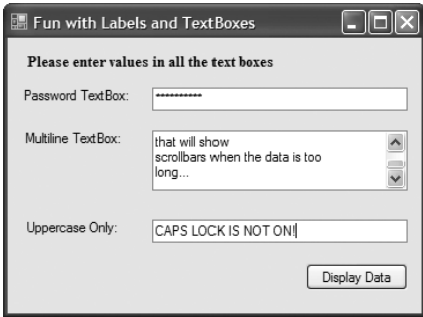 Fun with Labels and TextBoxes
Please enter values in all the text boxes
Password TextBox: ••••••••••
Multiline TextBox: that will show
scrollbars when the data is too
long...
Uppercase Only: CAPS LOCK IS NOT ON!
Display Data